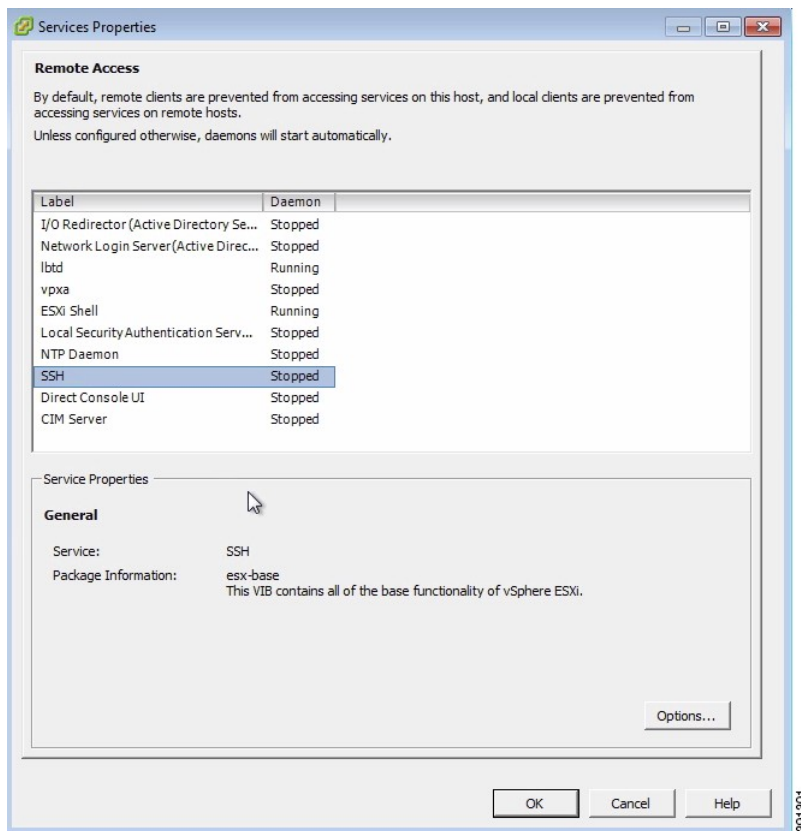 Services Properties
Remote Access
By default, remote clients are prevented from accessing services on this host, and local clients are prevented from
accessing services on remote hosts.
Unless configured otherwise, daemons will start automatically.
Label Daemon
I/O Redirector (Active Directory Se... Stopped
Network Login Server(Active Direc... Stopped
lbtd Running
vpxa Stopped
ESXi Shell Running
Local Security Authentication Serv... Stopped
NTP Daemon Stopped
SSH Stopped
Direct Console UI Stopped
CIM Server Stopped
Service Properties
General
Service: SSH
Package Information: esx-base
This VIB contains all of the base functionality of vSphere ESXi.
Options...
OK Cancel Help